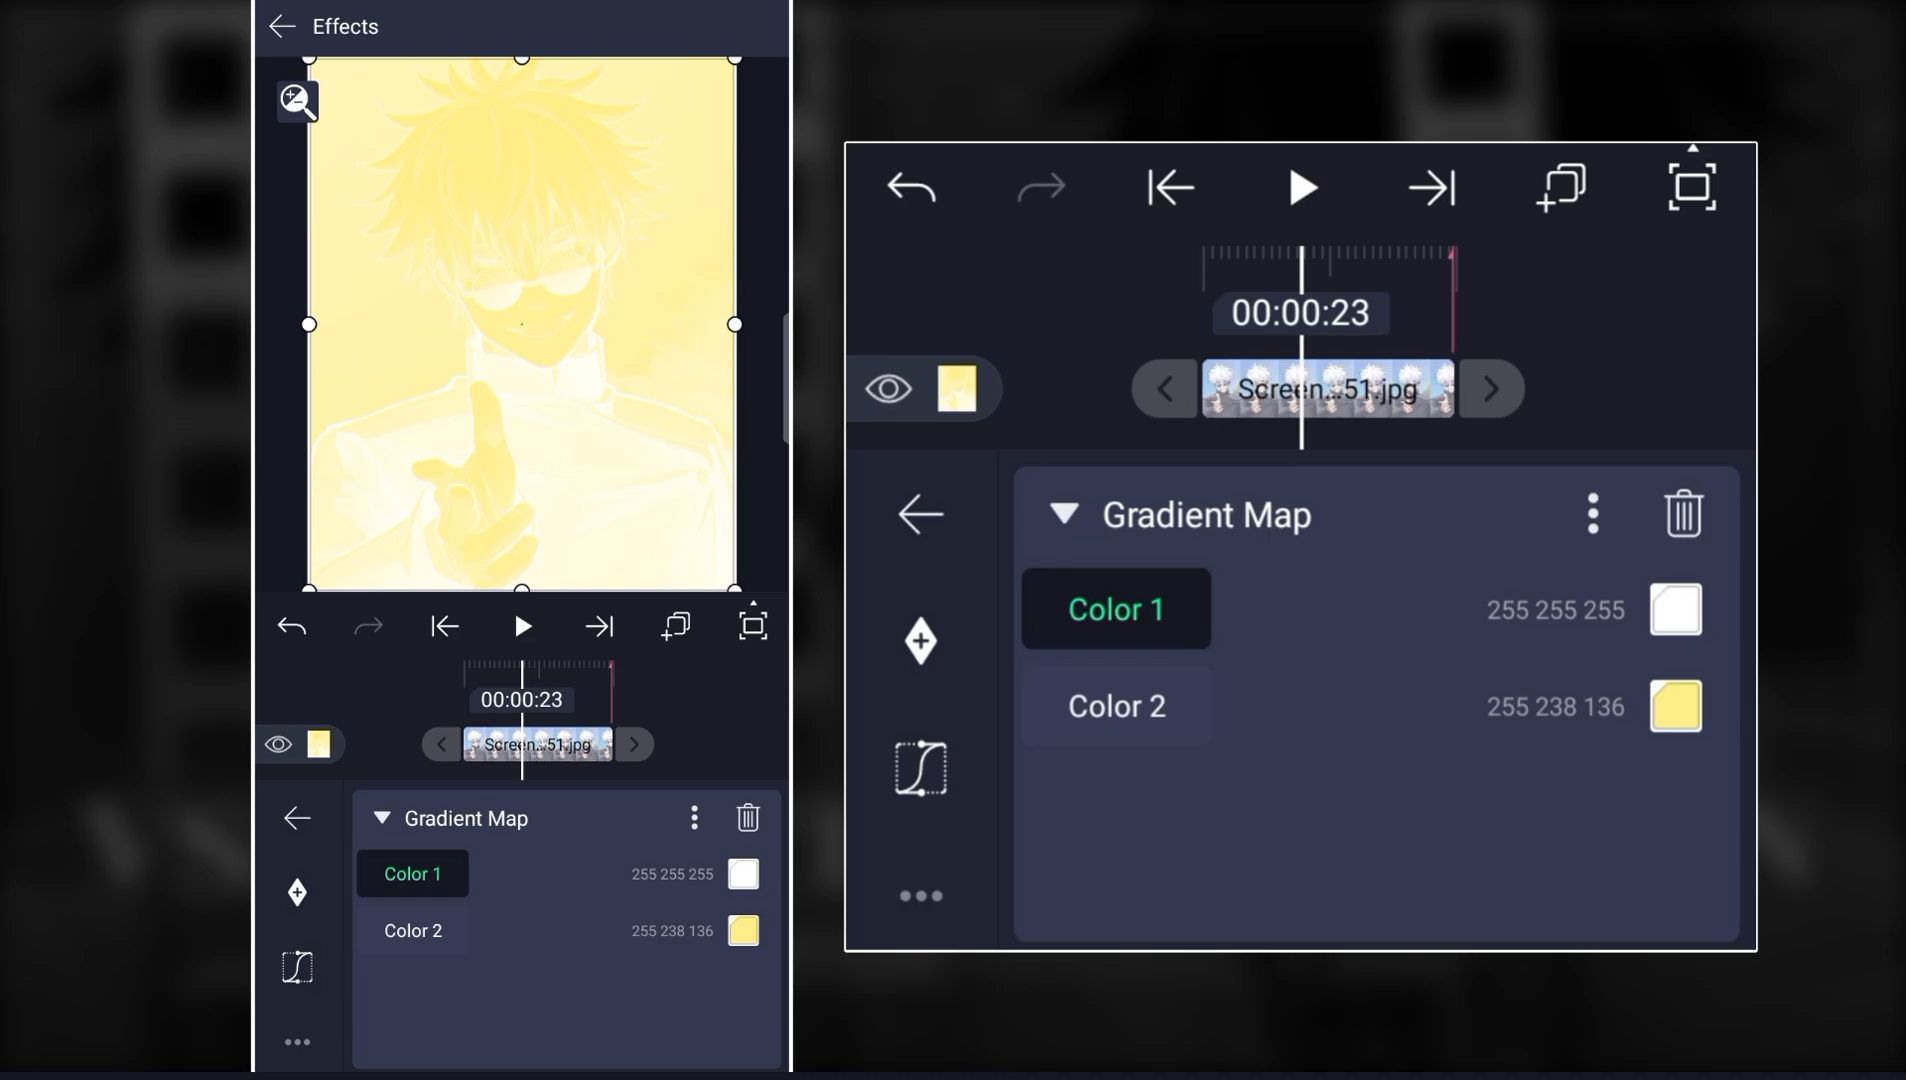 Effects
00:00:23
Screen...51.jpg
Gradient Map
Color 1
255 255 255
Color 2
255 238 136
00:00:23
Screen...51.jpg
Gradient Map
Color 1
255 255 255
Color 2
255 238 136